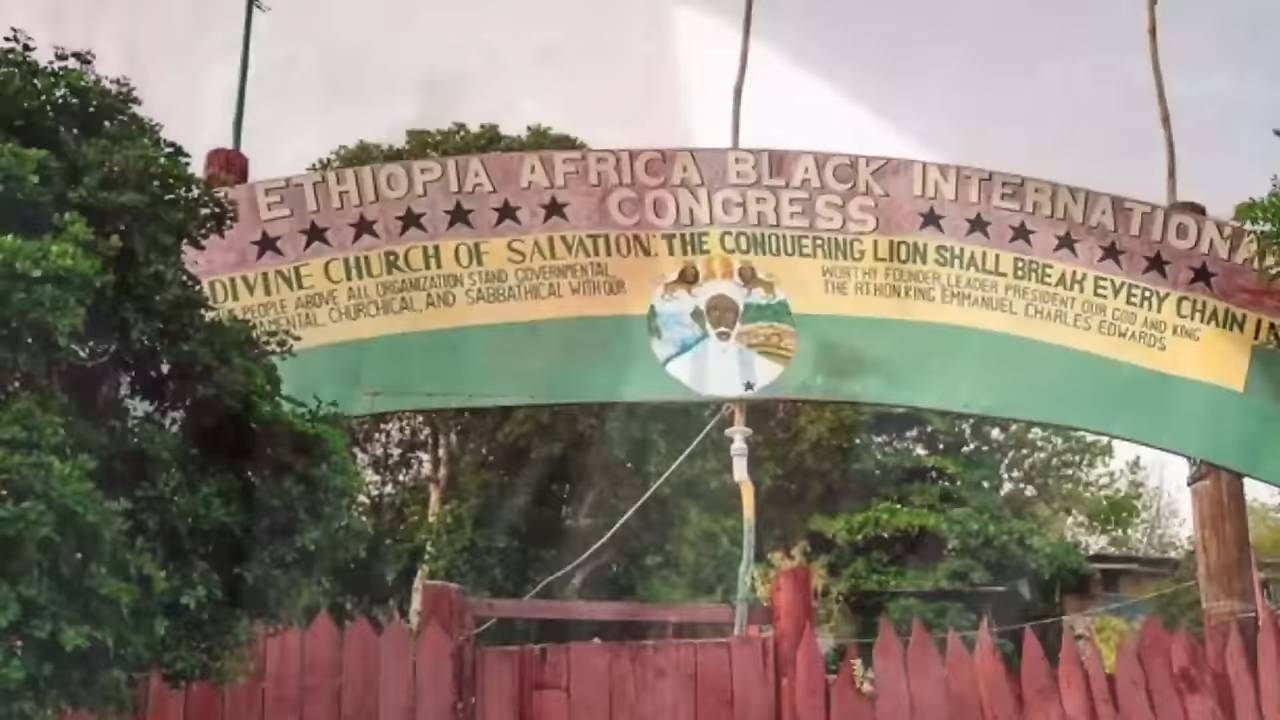 ETHIOPIA AFRICA BLACK INTERNATIONA
CONGRESS
DIVINE CHURCH OF SALVATION: THE CONQUERING LION SHALL BREAK EVERY CHAIN
PEOPLE ABOVE ALL ORGANIZATION STAND GOVERNMENTAL,
AMENTAL, CHURCHICAL, AND SABBATHICAL WITH OUR
WORTHY FOUNDER LEADER PRESIDENT OUR GOD AND KING
THE RT HON KING EMMANUEL CHARLES EDWARDS